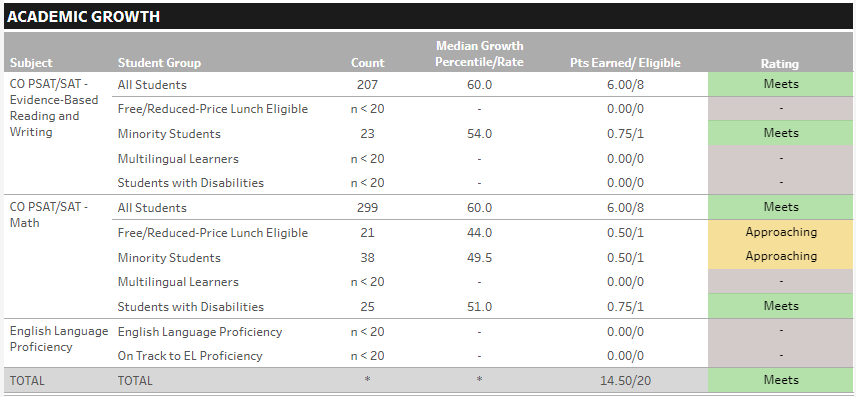 ACADEMIC GROWTH
Subject Student Group Count Median Growth Percentile/Rate Pts Earned/ Eligible Rating
CO PSAT/SAT - Evidence-Based Reading and Writing All Students 207 60.0 6.00/8 Meets
Free/Reduced-Price Lunch Eligible n < 20 - 0.00/0 -
Minority Students 23 54.0 0.75/1 Meets
Multilingual Learners n < 20 - 0.00/0 -
Students with Disabilities n < 20 - 0.00/0 -
CO PSAT/SAT - Math All Students 299 60.0 6.00/8 Meets
Free/Reduced-Price Lunch Eligible 21 44.0 0.50/1 Approaching
Minority Students 38 49.5 0.50/1 Approaching
Multilingual Learners n < 20 - 0.00/0 -
Students with Disabilities 25 51.0 0.75/1 Meets
English Language Proficiency English Language Proficiency n < 20 - 0.00/0 -
On Track to EL Proficiency n < 20 - 0.00/0 -
TOTAL TOTAL * * 14.50/20 Meets